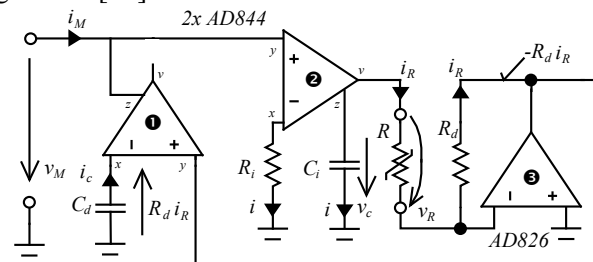 i_M
2x AD844
v_M
v
z
❶
− +
x
y
i_c
C_d
R_d i_R
y
+
❷
−
x
v
z
R_i
C_i
i
i
v_c
i_R
R
v_R
i_R
R_d
-R_d i_R
❸
− +
AD826